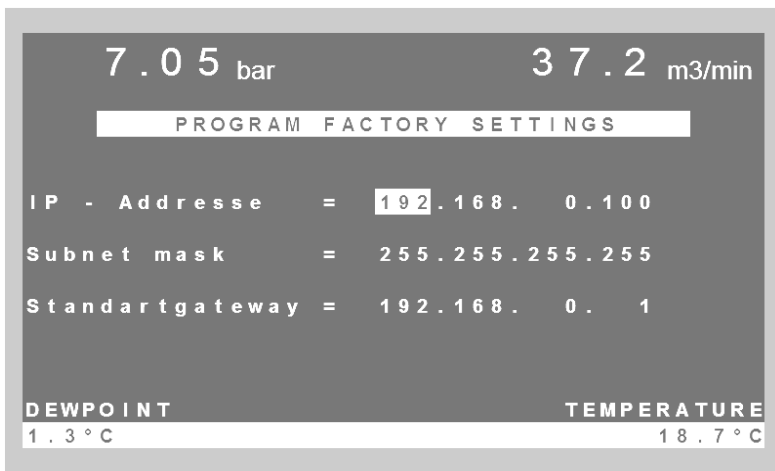 7.05 bar 37.2 m3/min
PROGRAM FACTORY SETTINGS
IP - Addresse = 192.168. 0.100
Subnet mask = 255.255.255.255
Standartgateway = 192.168. 0. 1
DEWPOINT TEMPERATURE
1.3°C 18.7°C